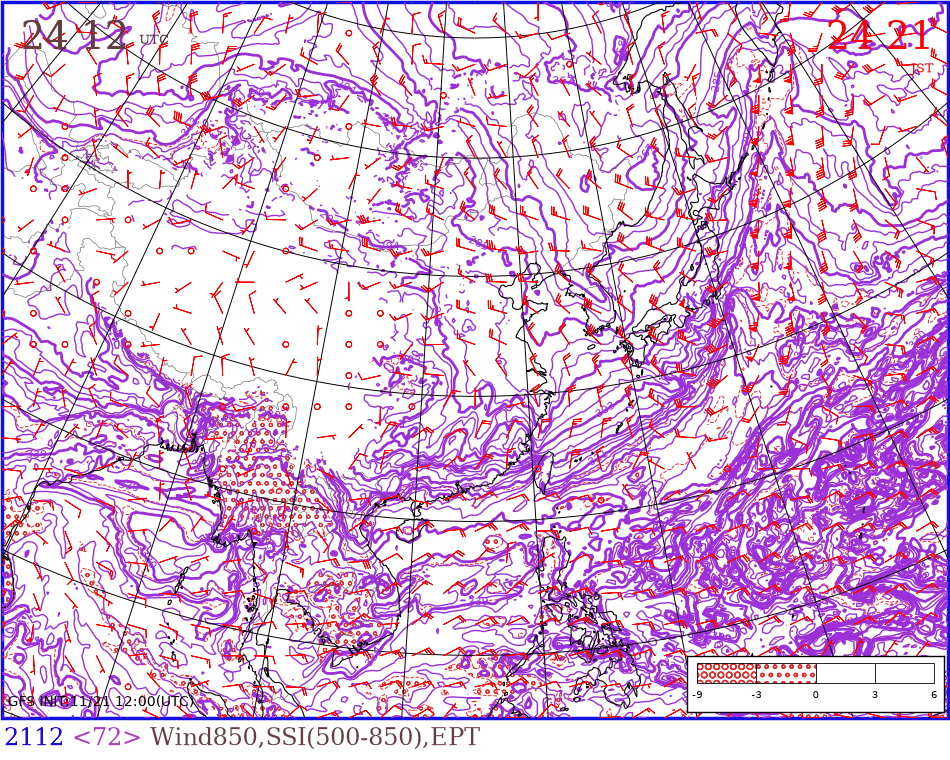 24 12 UTC
24 21 JST
GFS INIT:11/21 12:00(UTC)
-9 -3 0 3 6
2112 <72> Wind850,SSI(500-850),EPT